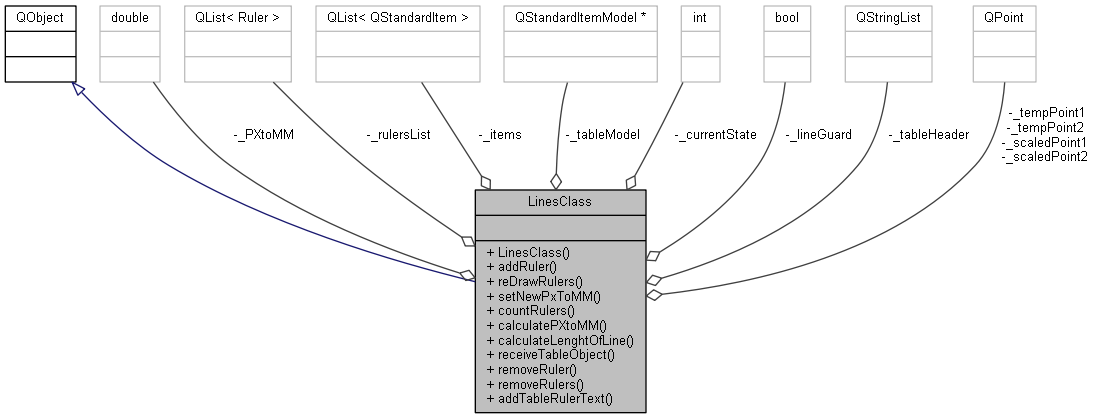 QObject
double
QList< Ruler >
QList< QStandardItem >
QStandardItemModel *
int
bool
QStringList
QPoint
-_PXtoMM
-_rulersList
-_items
-_tableModel
-_currentState
-_lineGuard
-_tableHeader
-_tempPoint1
-_tempPoint2
-_scaledPoint1
-_scaledPoint2
LinesClass
+ LinesClass()
+ addRuler()
+ reDrawRulers()
+ setNewPxToMM()
+ countRulers()
+ calculatePXtoMM()
+ calculateLenghtOfLine()
+ receiveTableObject()
+ removeRuler()
+ removeRulers()
+ addTableRulerText()